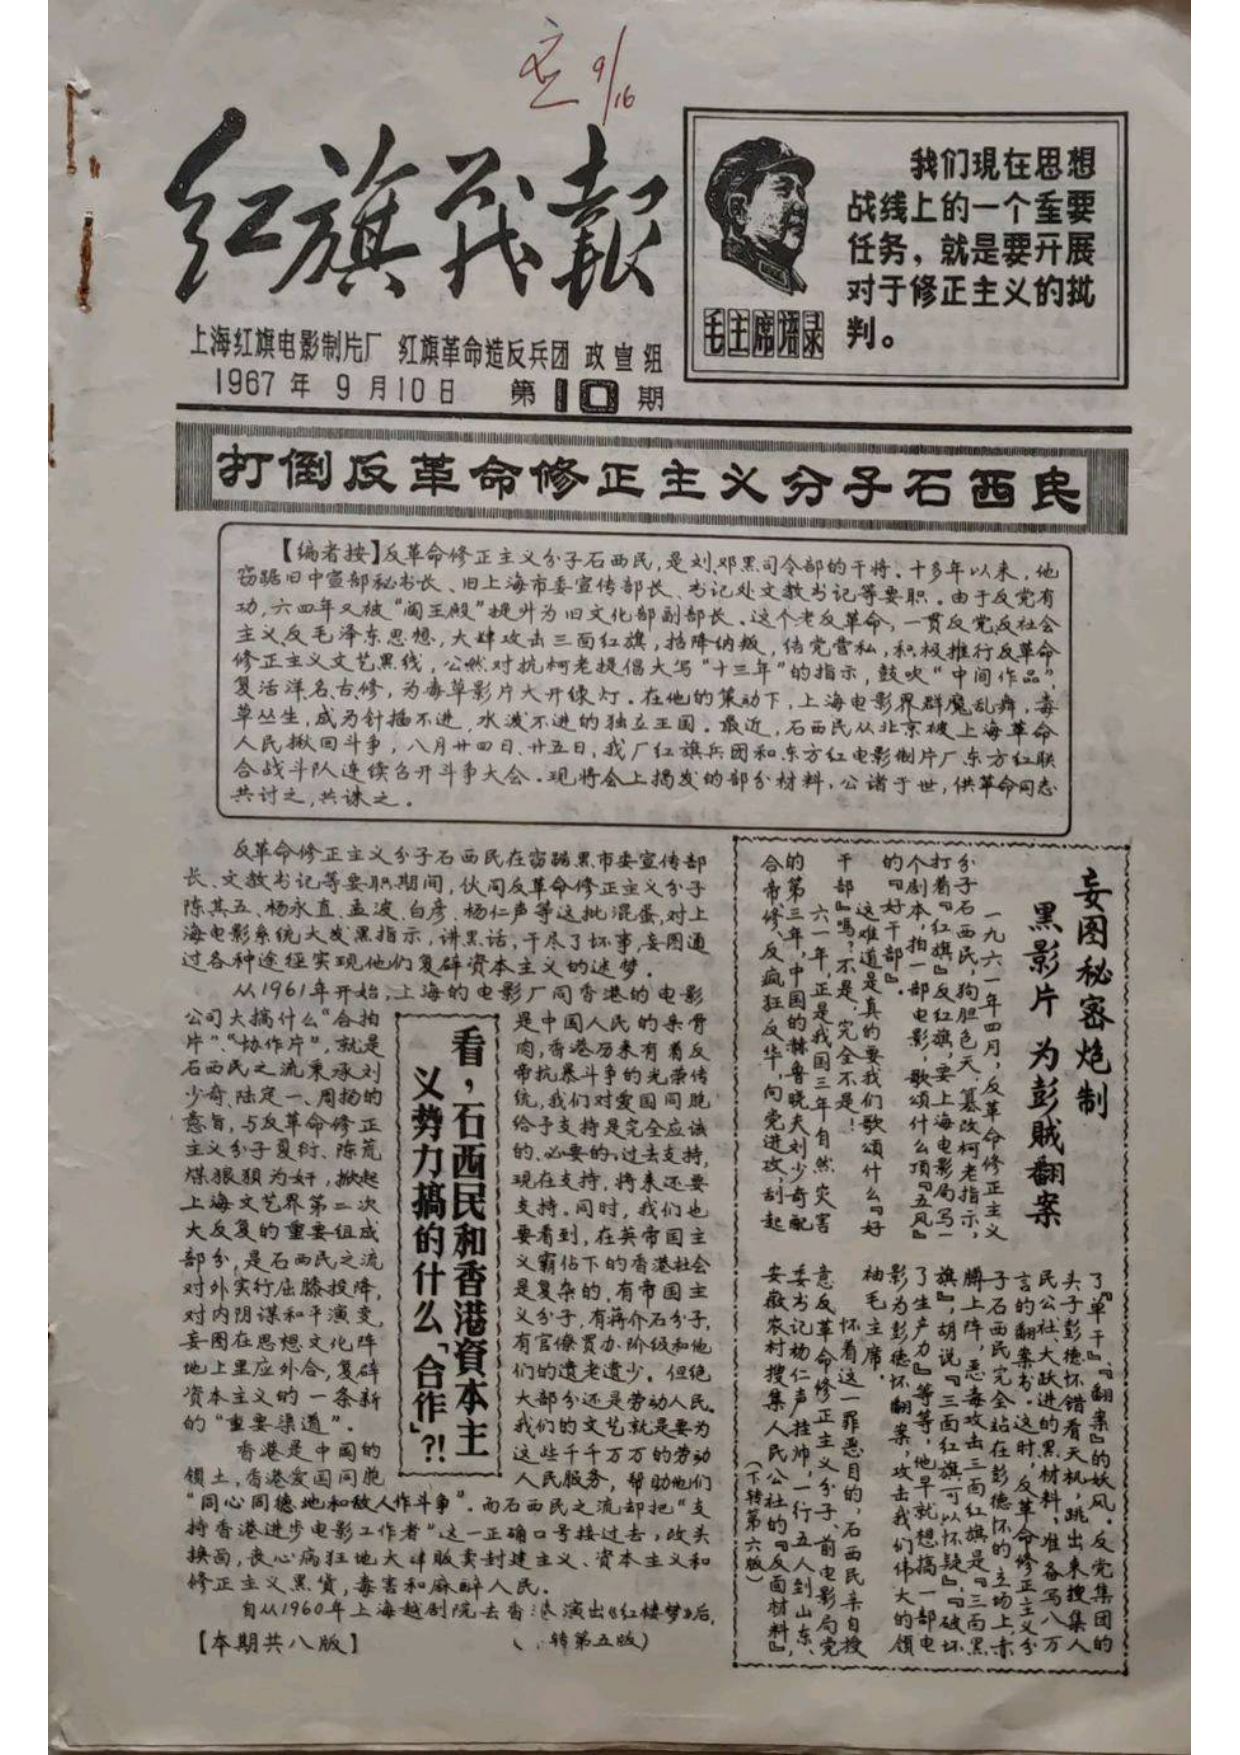 9/16
红旗战報
我们現在思想
战线上的一个重要
任务，就是要开展
对于修正主义的批
判。
毛主席语录
上海红旗电影制片厂 红旗革命造反兵团 政宣组
1967年9月10日 第10期
打倒反革命修正主义分子石西民
【编者按】反革命修正主义分子石西民，是刘、邓黑司令部的干将。十多年以来，他
窃踞旧中宣部秘书长、旧上海市委宣传部长、书记处文教书记等要职。由于反党有
功，六四年又被“阎王殿”提升为旧文化部副部长。这个老反革命，一贯反党反社会
主义反毛泽东思想，大肆攻击三面红旗，招降纳叛，结党营私，积极推行反革命
修正主义文艺黑线，公然对抗柯老提倡大写“十三年”的指示，鼓吹“中间作品”，
复活洋、名、古、修，为毒草影片大开绿灯。在他的策动下，上海电影界群魔乱舞，毒
草丛生，成为针插不进、水泼不进的独立王国。最近，石西民从北京被上海革命
人民揪回斗争，八月廿四日、廿五日，我厂红旗兵团和东方红电影制片厂东方红联
合战斗队连续召开斗争大会。现将会上揭发的部分材料，公诸于世，供革命同志
共讨之，共诛之。
反革命修正主义分子石西民在窃踞黑市委宣传部
长、文教书记等要职期间，伙同反革命修正主义分子
陈其五、杨永直、孟波、白彦、杨仁声等这批混蛋，对上
海电影系统大发黑指示，讲黑话，干尽了坏事，妄图通
过各种途径实现他们复辟资本主义的迷梦。
从1961年开始，上海的电影厂同香港的电影
公司大搞什么“合拍
片”“协作片”，就是
石西民之流秉承刘
少奇、陆定一、周扬的
意旨，与反革命修正
主义分子夏衍、陈荒
煤狠狈为奸，掀起
上海文艺界第二次
大反复的重要组成
部分，是石西民之流
对外实行屈膝投降，
对内阴谋和平演变，
妄图在思想文化阵
地上里应外合，复辟
资本主义的一条新
的“重要渠道”。
香港是中国的
领土，香港爱国同胞
看，石西民和香港資本主
义势力搞的什么「合作」？！
是中国人民的亲骨
肉，香港历来有着反
帝抗暴斗争的光荣传
统，我们对爱国同胞
给予支持是完全应该
的、必要的，过去支持，
现在支持，将来还要
支持。同时，我们也
要看到，在英帝国主
义霸佔下的香港社会
是复杂的，有帝国主
义分子，有蒋介石分子，
有官僚买办阶级和他
们的遗老遗少。但绝
大部分还是劳动人民。
我们的文艺就是要为
这些千千万万的劳动
人民服务，帮助他们
“同心同德地和敌人作斗争”。而石西民之流却把“支
持香港进步电影工作者”这一正确口号接过去，改头
换面，丧心病狂地大肆贩卖封建主义、资本主义和
修正主义黑货，毒害和麻醉人民。
自从1960年上海越剧院去香港演出《红楼梦》后，
转第五版）
【本期共八版】
妄图秘密炮制
黑影片 为彭贼翻案
一九六一年四月，反革命修正主义
分子石西民，狗胆包天，篡改柯老指示，
打着『红旗』反红旗，要上海电影局写一
个剧本，拍一部电影，歌颂什么顶『五风』
的『好干部』。
这难道是真的要我们歌颂什么『好
干部』嗎？不是，完全不是！
六一年，正是我国三年自然灾害
的第三年，中国的赫鲁晓夫刘少奇配
合帝、修、反疯狂反华，向党进攻，刮起
了『单干』、『翻案』的妖风。反党集团的
头子彭德怀错看天机，跳出来搜集人
民公社、大跃进的黑材料，准备写八万
言的翻案书。这时，反革命修正主义分
子石西民完全站在彭德怀的立场上，赤
膊上阵，恶毒攻击三面红旗是『三面黑
旗』，胡说『三面红旗可以怀疑』，『破坏
了生产力』等等，他早就想搞一部电
影为彭德怀翻案，攻击我们伟大的领
袖毛主席。
怀着这一罪恶目的，石西民亲自授
意反革命修正主义分子、前电影局党
委书记杨仁声挂帅，一行五人到山东、
安徽农村搜集人民公社的『反面材料』，
（下转第六版）